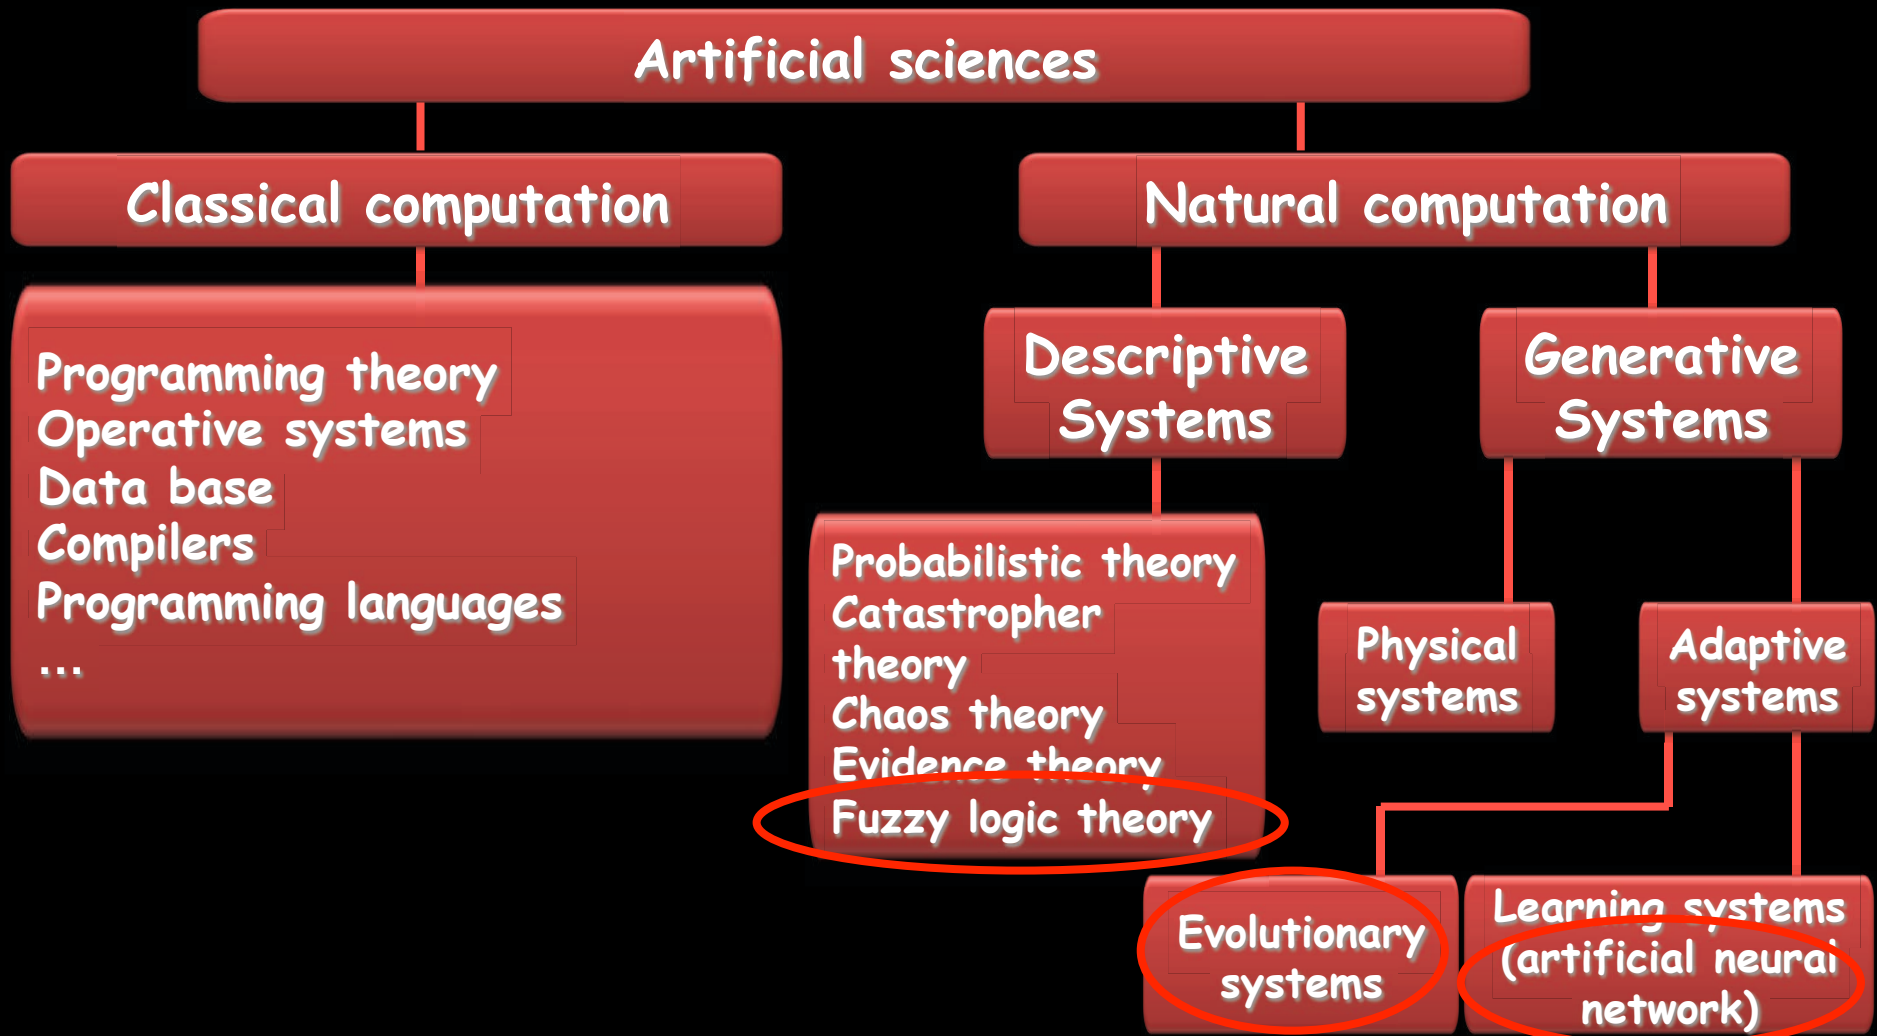 Artificial sciences
Classical computation
Natural computation
Programming theory
Operative systems
Data base
Compilers
Programming languages
...
Descriptive
Systems
Generative
Systems
Probabilistic theory
Catastropher
theory
Chaos theory
Evidence theory
Fuzzy logic theory
Physical
systems
Adaptive
systems
Evolutionary
systems
Learning systems
(artificial neural
network)